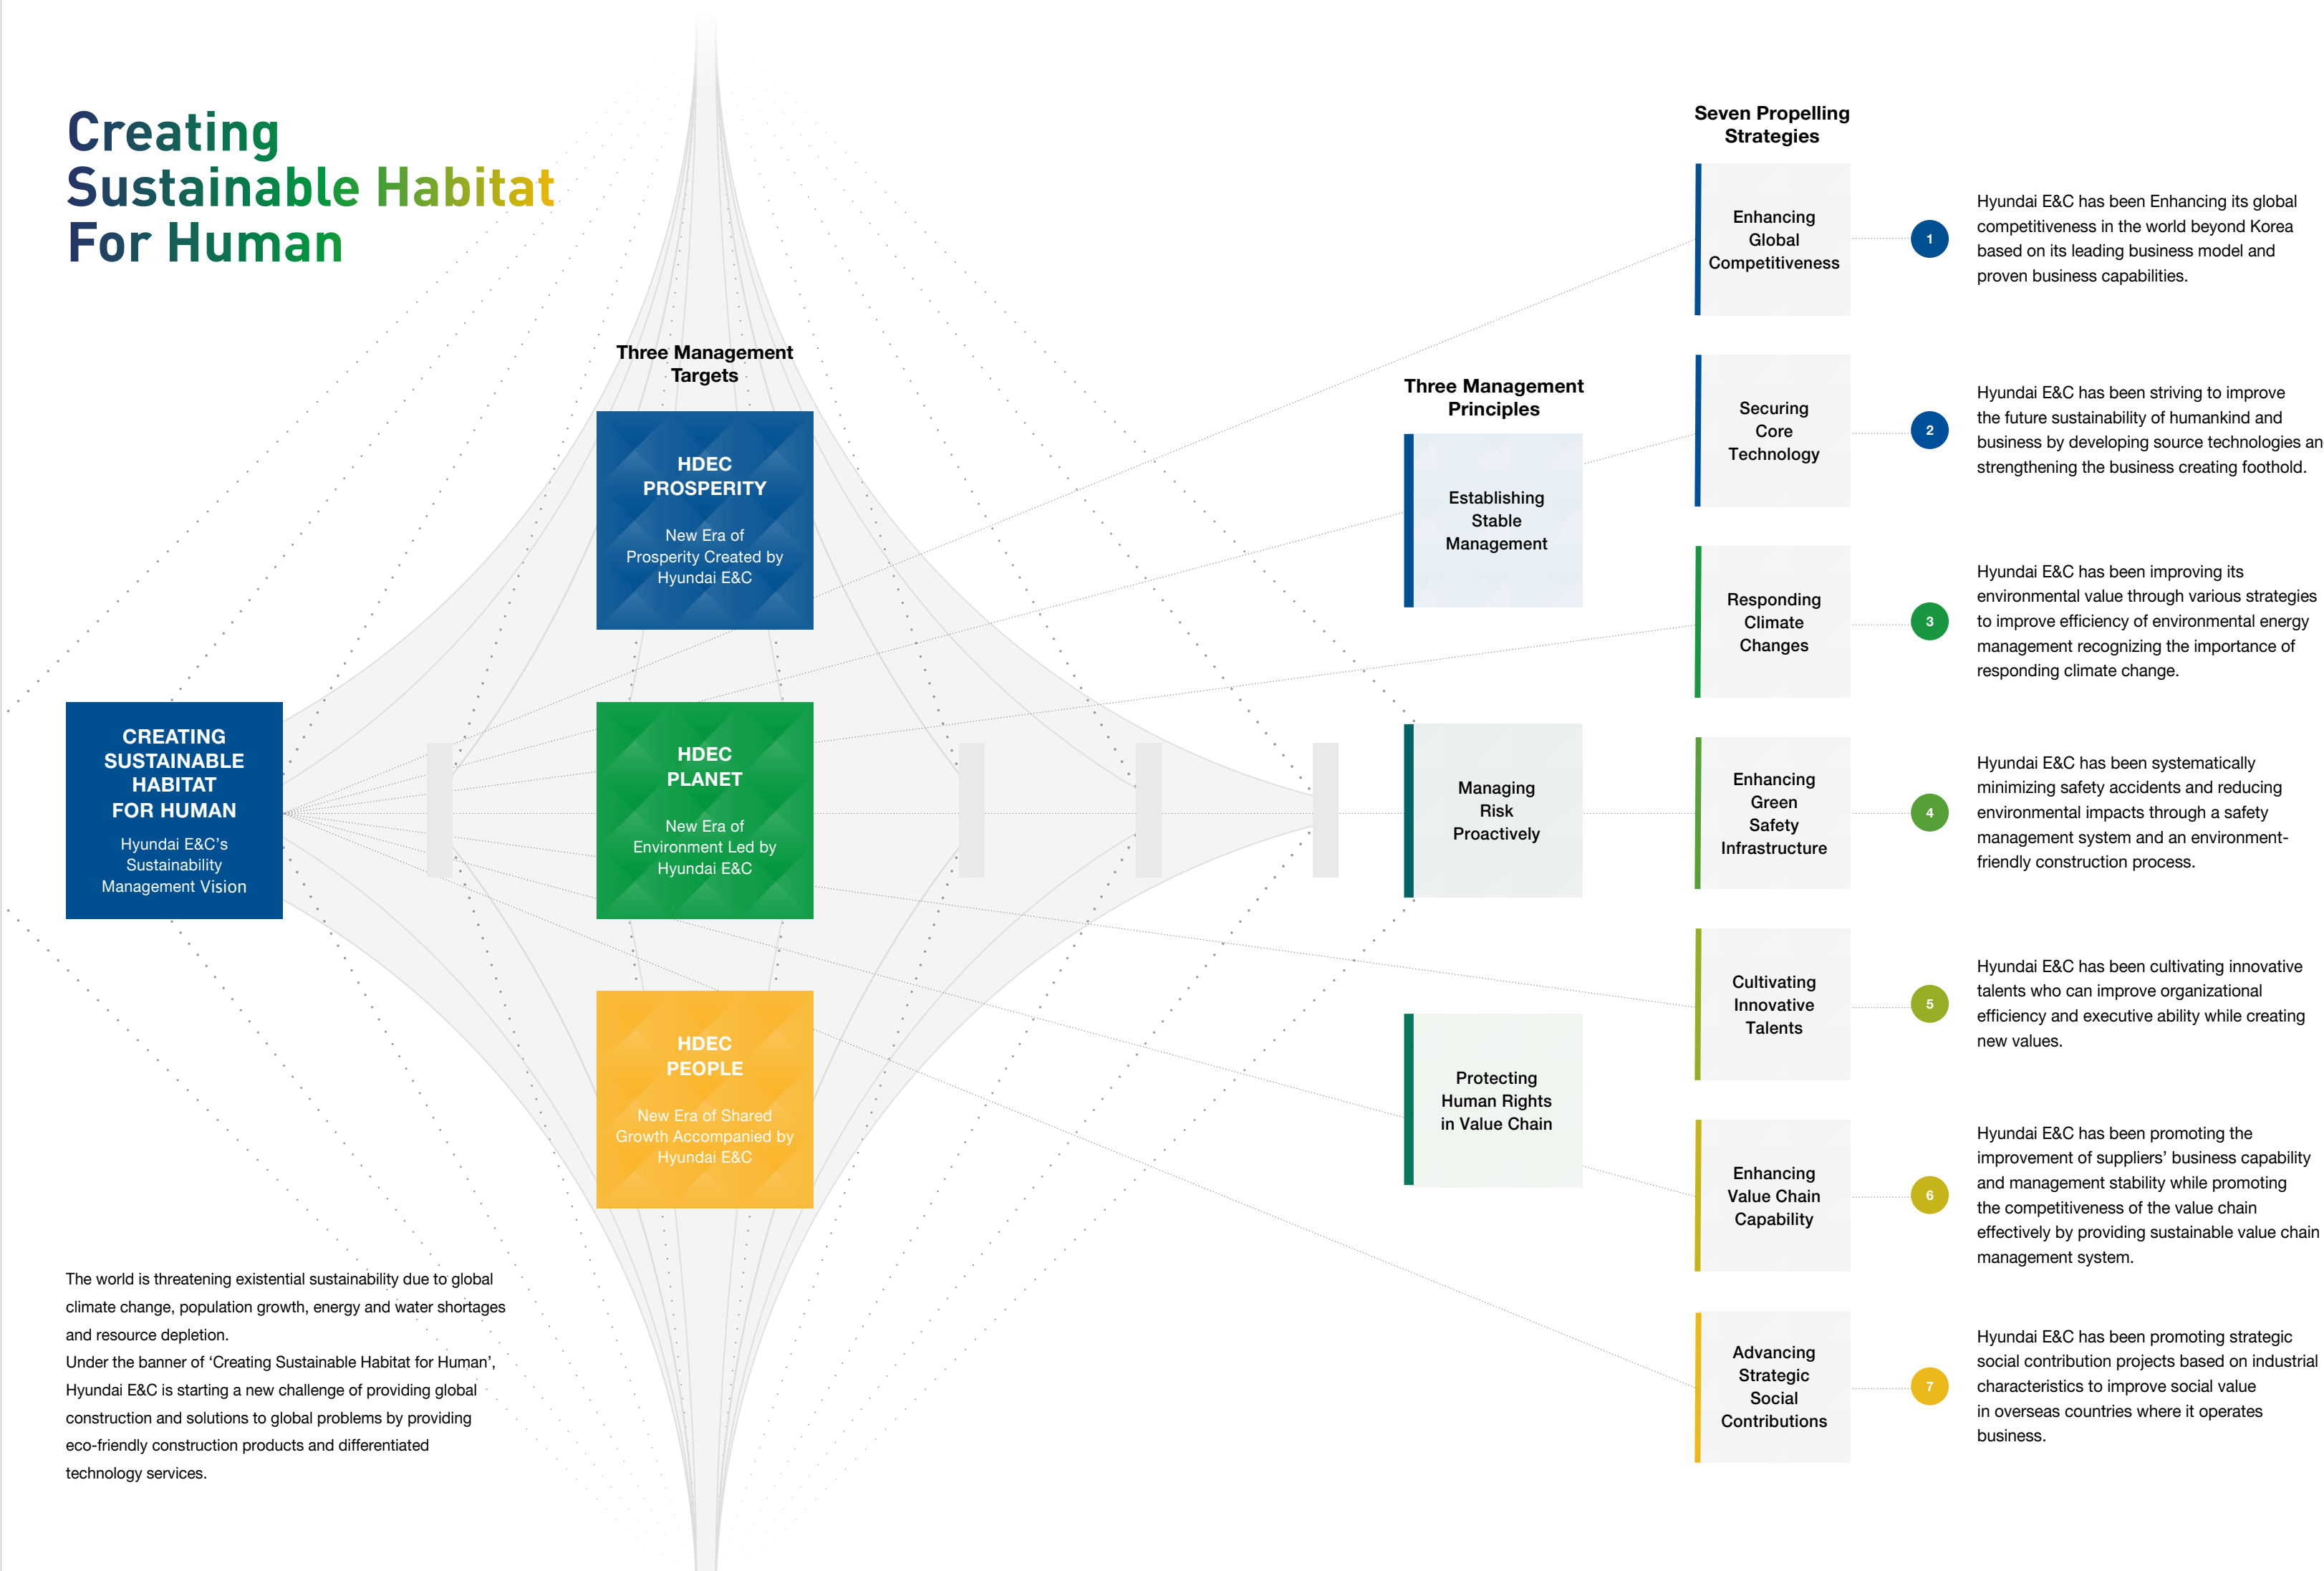 Creating
Sustainable Habitat
For Human
CREATING
SUSTAINABLE
HABITAT
FOR HUMAN
Hyundai E&C's
Sustainability
Management Vision
The world is threatening existential sustainability due to global
climate change, population growth, energy and water shortages
and resource depletion.
Under the banner of ‘Creating Sustainable Habitat for Human’,
Hyundai E&C is starting a new challenge of providing global
construction and solutions to global problems by providing
eco-friendly construction products and differentiated
technology services.
Three Management
Targets
HDEC
PROSPERITY
New Era of
Prosperity Created by
Hyundai E&C
HDEC
PLANET
New Era of
Environment Led by
Hyundai E&C
HDEC
PEOPLE
New Era of Shared
Growth Accompanied by
Hyundai E&C
Three Management
Principles
Establishing
Stable
Management
Managing
Risk
Proactively
Protecting
Human Rights
in Value Chain
Seven Propelling
Strategies
Enhancing
Global
Competitiveness
1
Hyundai E&C has been Enhancing its global
competitiveness in the world beyond Korea
based on its leading business model and
proven business capabilities.
Securing
Core
Technology
2
Hyundai E&C has been striving to improve
the future sustainability of humankind and
business by developing source technologies an
strengthening the business creating foothold.
Responding
Climate
Changes
3
Hyundai E&C has been improving its
environmental value through various strategies
to improve efficiency of environmental energy
management recognizing the importance of
responding climate change.
Enhancing
Green
Safety
Infrastructure
4
Hyundai E&C has been systematically
minimizing safety accidents and reducing
environmental impacts through a safety
management system and an environment-
friendly construction process.
Cultivating
Innovative
Talents
5
Hyundai E&C has been cultivating innovative
talents who can improve organizational
efficiency and executive ability while creating
new values.
Enhancing
Value Chain
Capability
6
Hyundai E&C has been promoting the
improvement of suppliers’ business capability
and management stability while promoting
the competitiveness of the value chain
effectively by providing sustainable value chain
management system.
Advancing
Strategic
Social
Contributions
7
Hyundai E&C has been promoting strategic
social contribution projects based on industrial
characteristics to improve social value
in overseas countries where it operates
business.